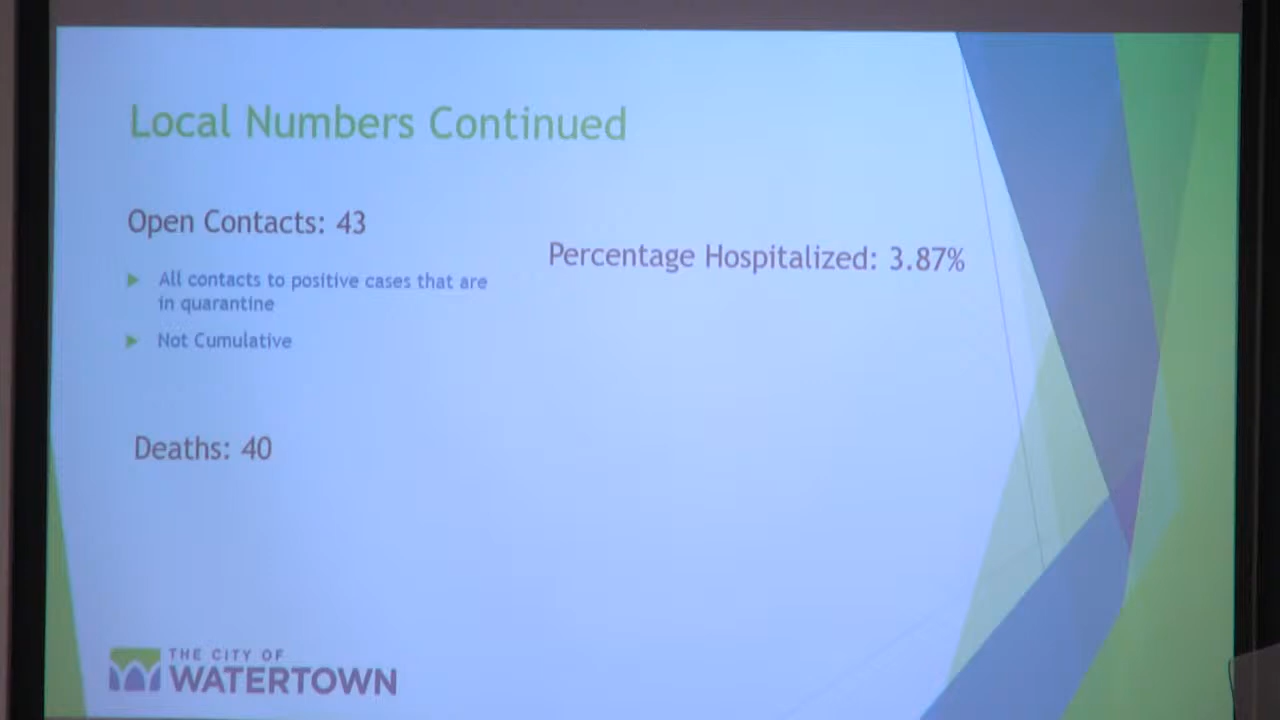 Local Numbers Continued
Open Contacts: 43
All contacts to positive cases that are
in quarantine
Not Cumulative
Deaths: 40
Percentage Hospitalized: 3.87%
THE CITY OF
WATERTOWN